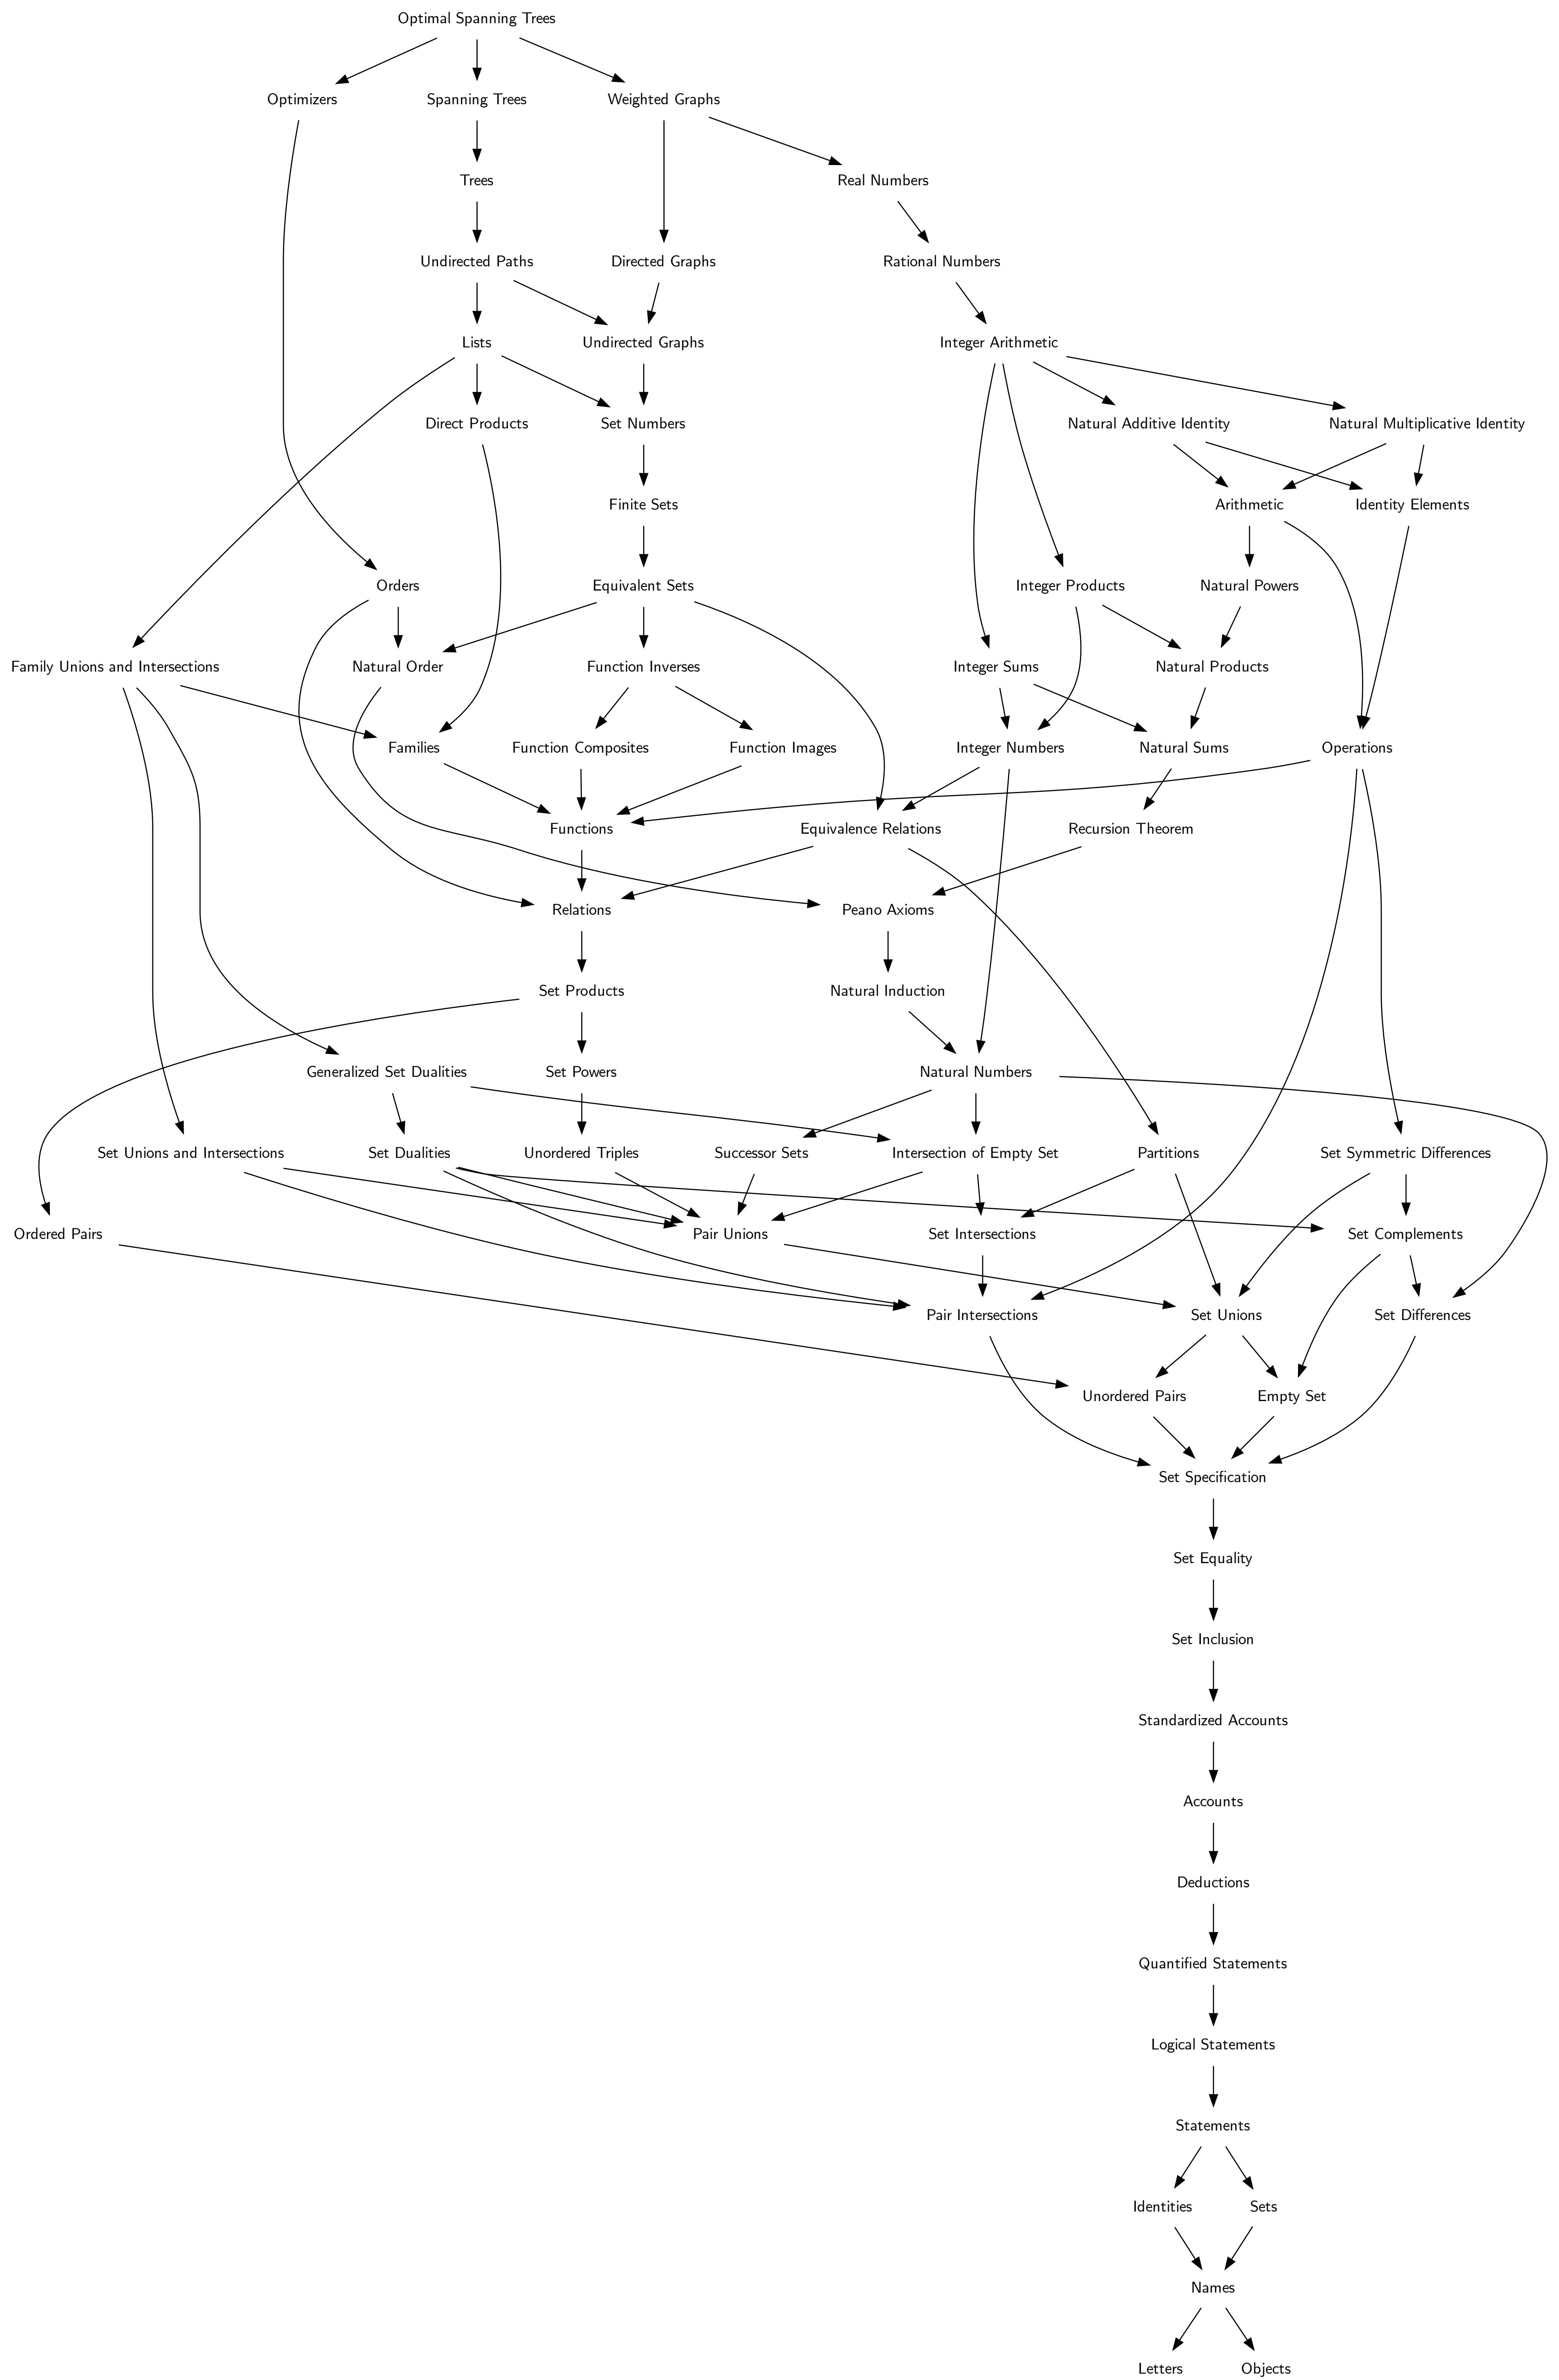 Optimal Spanning Trees
Optimizers
Spanning Trees
Weighted Graphs
Trees
Real Numbers
Undirected Paths
Directed Graphs
Rational Numbers
Lists
Undirected Graphs
Integer Arithmetic
Direct Products
Set Numbers
Natural Additive Identity
Natural Multiplicative Identity
Finite Sets
Arithmetic
Identity Elements
Orders
Equivalent Sets
Integer Products
Natural Powers
Family Unions and Intersections
Natural Order
Function Inverses
Integer Sums
Natural Products
Families
Function Composites
Function Images
Integer Numbers
Natural Sums
Operations
Functions
Equivalence Relations
Recursion Theorem
Relations
Peano Axioms
Set Products
Natural Induction
Generalized Set Dualities
Set Powers
Natural Numbers
Set Unions and Intersections
Set Dualities
Unordered Triples
Successor Sets
Intersection of Empty Set
Partitions
Set Symmetric Differences
Ordered Pairs
Pair Unions
Set Intersections
Set Complements
Pair Intersections
Set Unions
Set Differences
Unordered Pairs
Empty Set
Set Specification
Set Equality
Set Inclusion
Standardized Accounts
Accounts
Deductions
Quantified Statements
Logical Statements
Statements
Identities
Sets
Names
Letters
Objects